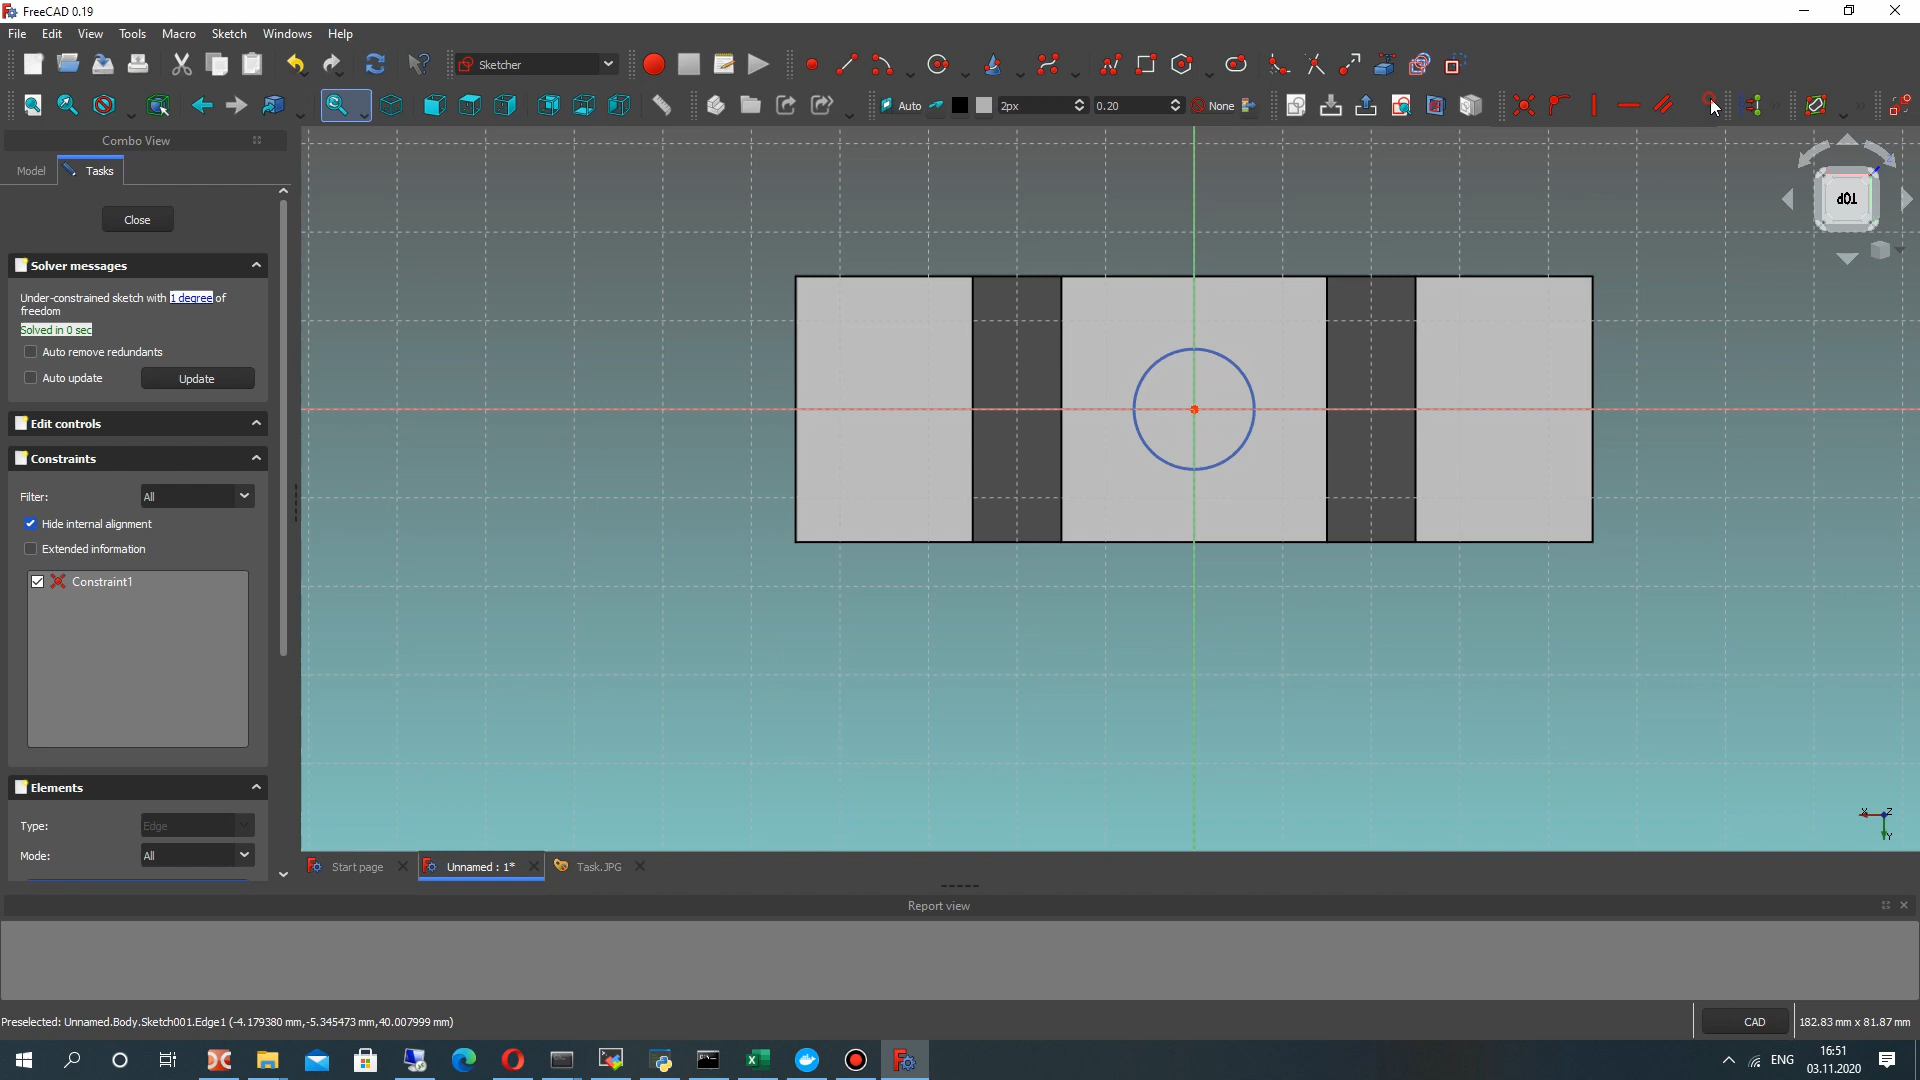 FreeCAD 0.19
File Edit View Tools Macro Sketch Windows Help
Sketcher
Auto 2px 0.20 None
Combo View
Model Tasks
Close
Solver messages
Under-constrained sketch with 1 degree of
freedom
Solved in 0 sec
Auto remove redundants
Auto update Update
Edit controls
Constraints
Filter: All
Hide internal alignment
Extended information
Constraint1
Elements
Type: Edge
Mode: All
TOP
X Z
Y
Start page Unnamed : 1* Task.JPG
Report view
Preselected: Unnamed.Body.Sketch001.Edge1 (-4.179380 mm,-5.345473 mm,40.007999 mm)
CAD 182.83 mm x 81.87 mm
ENG 16:51
03.11.2020